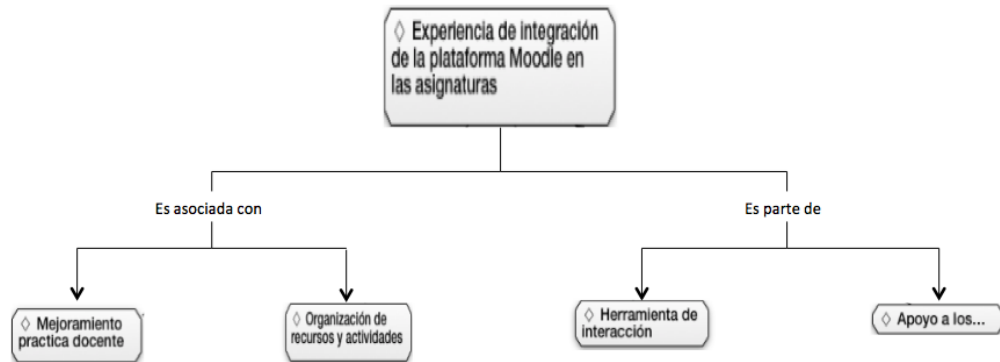 ◇ Experiencia de integración
de la plataforma Moodle en
las asignaturas
Es asociada con
Es parte de
◇ Mejoramiento
practica docente
◇ Organización de
recursos y actividades
◇ Herramienta de
interacción
◇ Apoyo a los...